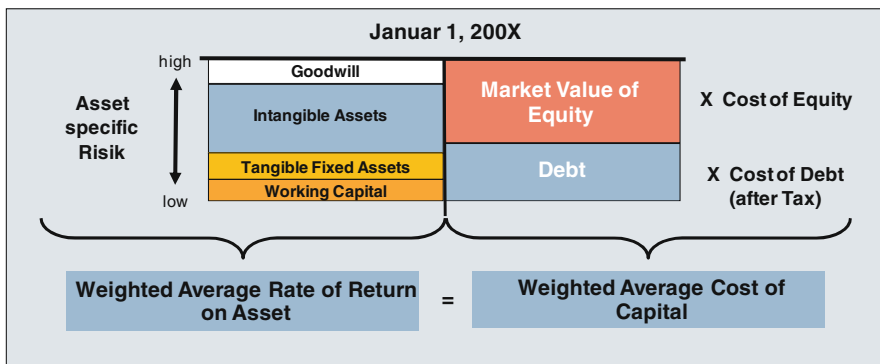 Januar 1, 200X
high
Goodwill
Market Value of
Equity
X Cost of Equity
Asset
specific
Risik
Intangible Assets
Tangible Fixed Assets
Debt
X Cost of Debt
(after Tax)
Working Capital
low
Weighted Average Rate of Return
on Asset
=
Weighted Average Cost of
Capital